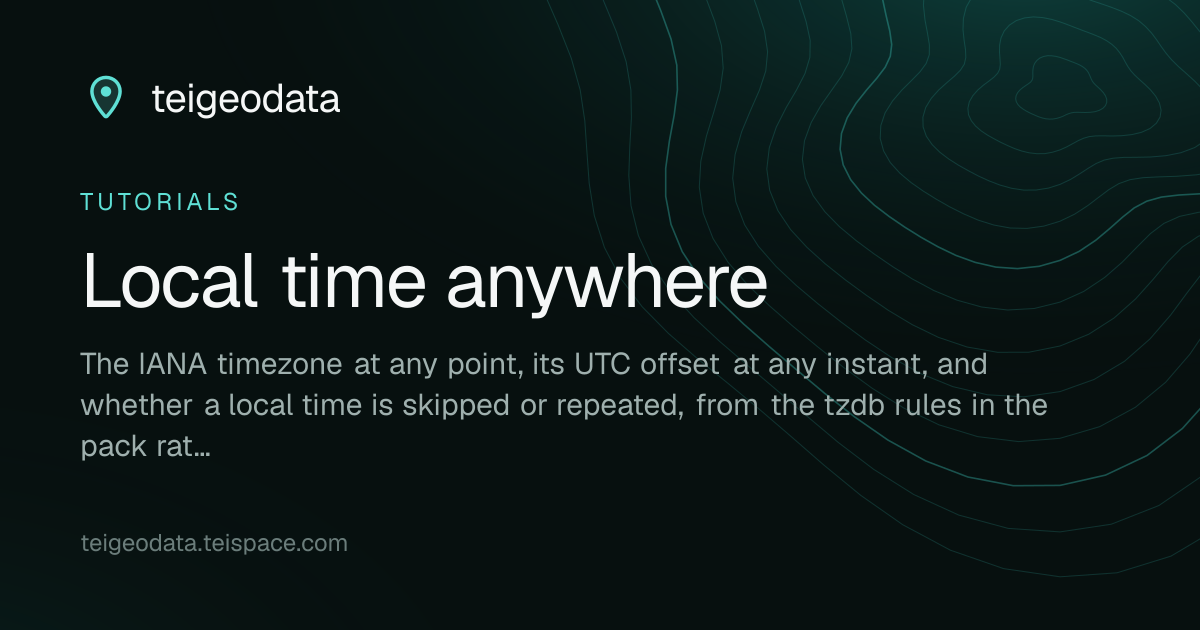 teigeodata
TUTORIALS
Local time anywhere
The IANA timezone at any point, its UTC offset at any instant, and
whether a local time is skipped or repeated, from the tzdb rules in the
pack rat…
teigeodata.teispace.com